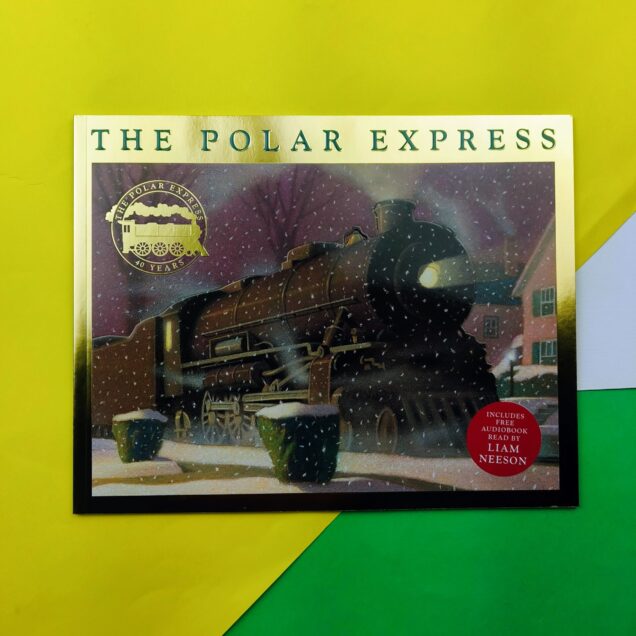 THE POLAR EXPRESS
THE POLAR EXPRESS
40 YEARS
INCLUDES
FREE
AUDIOBOOK
READ BY
LIAM
NEESON